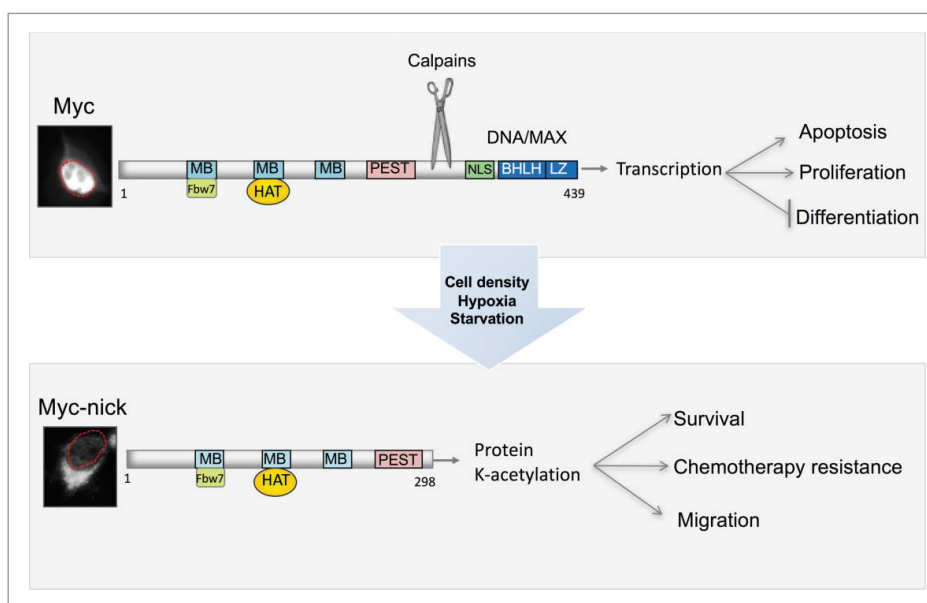 Calpains
Myc
DNA/MAX
Apoptosis
MB MB MB PEST NLS BHLH LZ
Transcription
Proliferation
Fbw7 HAT
1
439
Differentiation
Cell density
Hypoxia
Starvation
Myc-nick
Survival
MB MB MB PEST
Protein
K-acetylation
Chemotherapy resistance
Fbw7 HAT
1
298
Migration